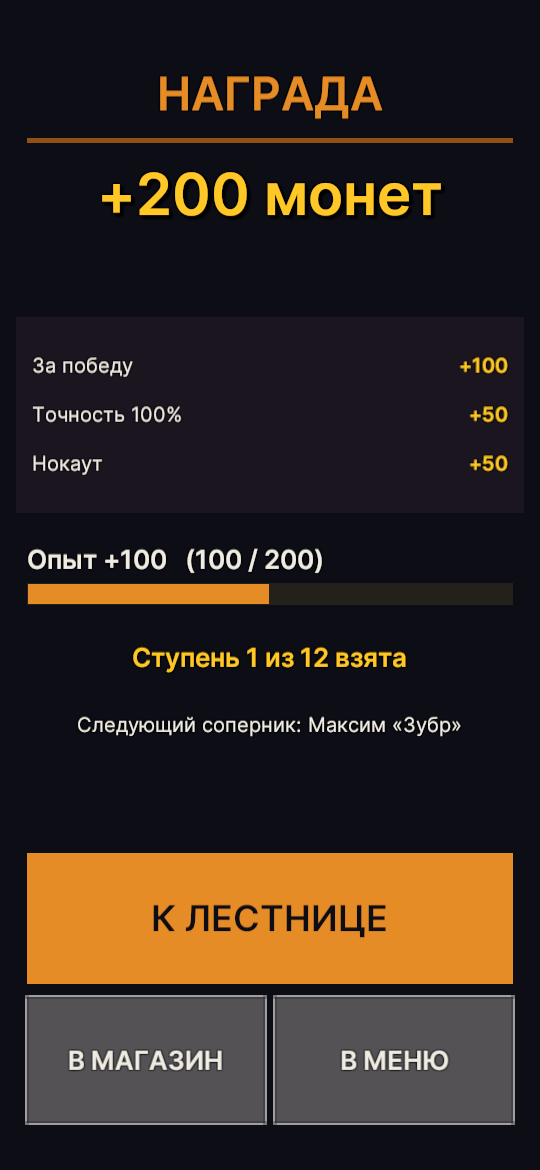 НАГРАДА
+200 монет
За победу +100
Точность 100% +50
Нокаут +50
Опыт +100 (100 / 200)
Ступень 1 из 12 взята
Следующий соперник: Максим «Зубр»
К ЛЕСТНИЦЕ
В МАГАЗИН В МЕНЮ